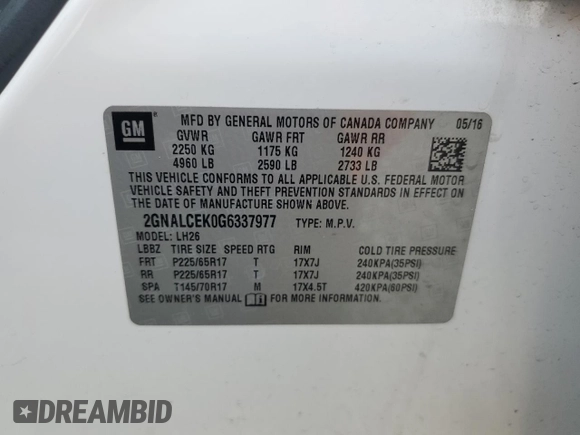 GM
MFD BY GENERAL MOTORS OF CANADA COMPANY 05/16
GVWR GAWR FRT GAWR RR
2250 KG 1175 KG 1240 KG
4960 LB 2590 LB 2733 LB
THIS VEHICLE CONFORMS TO ALL APPLICABLE U.S. FEDERAL MOTOR
VEHICLE SAFETY AND THEFT PREVENTION STANDARDS IN EFFECT ON
THE DATE OF MANUFACTURE SHOWN ABOVE.
2GNALCEK0G6337977 TYPE: M.P.V.
MODEL: LH26
LBBZ TIRE SIZE SPEED RTG RIM COLD TIRE PRESSURE
FRT P225/65R17 T 17X7J 240KPA(35PSI)
RR P225/65R17 T 17X7J 240KPA(35PSI)
SPA T145/70R17 M 17X4.5T 420KPA(60PSI)
SEE OWNER'S MANUAL FOR MORE INFORMATION.
DREAMBID